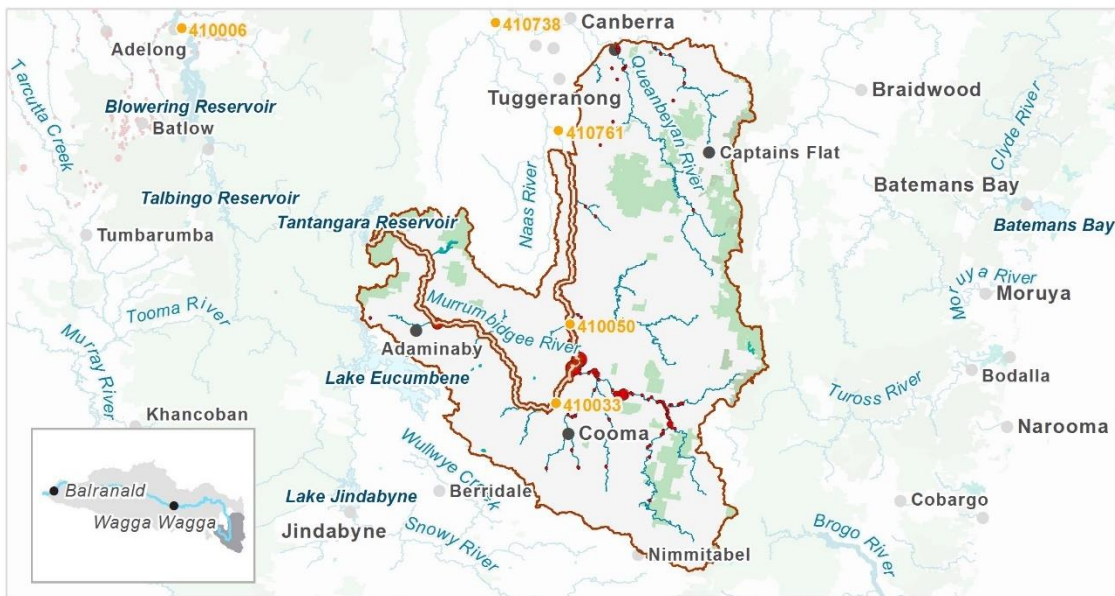 410006
410738
Canberra
Adelong
Tarcutta Creek
Queanbeyan River
Blowering Reservoir
Tuggeranong
Braidwood
Batlow
410761
Clyde River
Captains Flat
Naas River
Batemans Bay
Talbingo Reservoir
Tantangara Reservoir
Batemans Bay
Tumbarumba
Moruya River
Moruya
Tooma River
Murrumbidgee River
410050
Murray River
Adaminaby
Bodalla
Lake Eucumbene
Tuross River
410033
Khancoban
Narooma
Cooma
Wullwye Creek
Balranald
Lake Jindabyne
Berridale
Cobargo
Wagga Wagga
Jindabyne
Snowy River
Brogo River
Nimmitabel